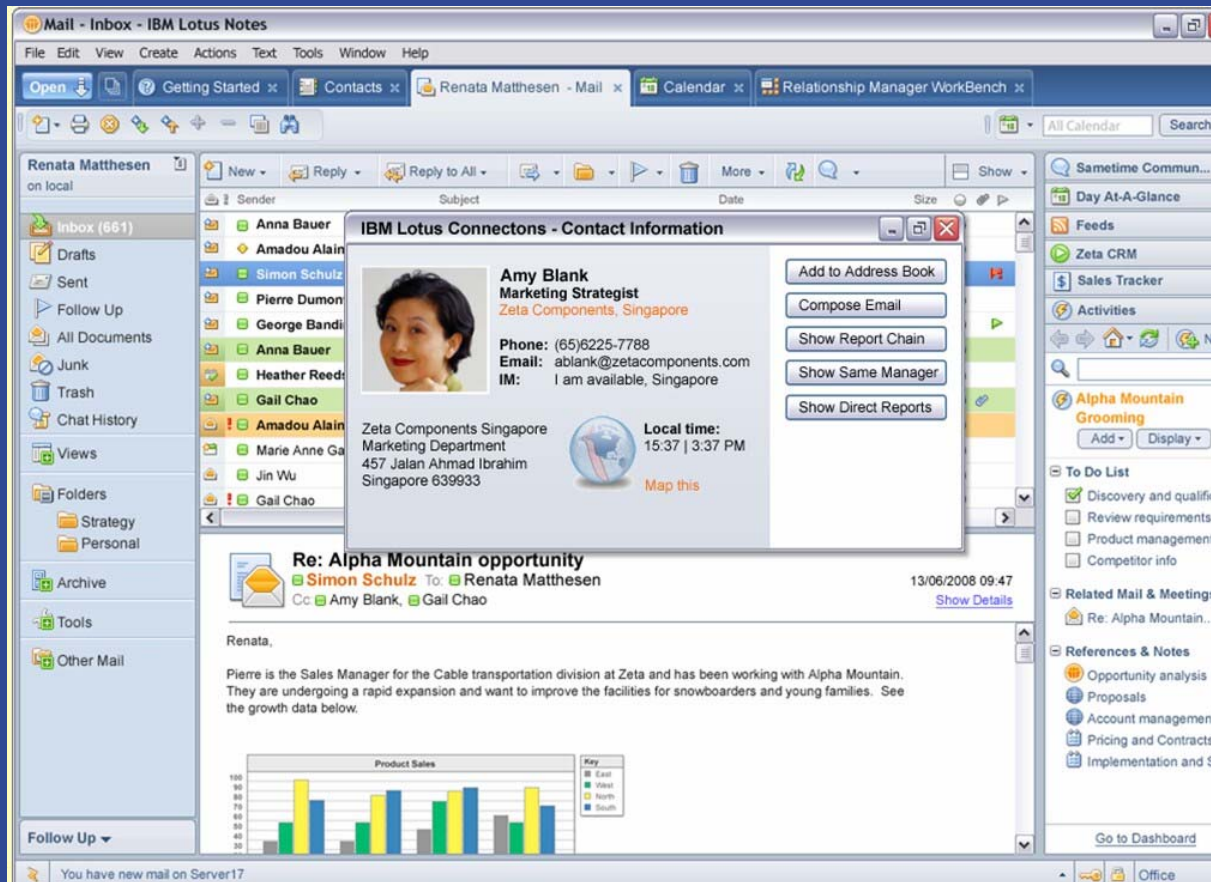 Mail - Inbox - IBM Lotus Notes
File Edit View Create Actions Text Tools Window Help
Open Getting Started Contacts Renata Matthesen - Mail Calendar Relationship Manager WorkBench
All Calendar Search
Renata Matthesen
on local
Inbox (661)
Drafts
Sent
Follow Up
All Documents
Junk
Trash
Chat History
Views
Folders
Strategy
Personal
Archive
Tools
Other Mail
Follow Up
New Reply Reply to All More Show
Sender Subject Date Size
Anna Bauer
Amadou Alain
Simon Schulz
Pierre Dumon
George Bandi
Anna Bauer
Heather Reed
Gail Chao
Amadou Alain
Marie Anne Ga
Jin Wu
Gail Chao
IBM Lotus Connectons - Contact Information
Amy Blank
Marketing Strategist
Zeta Components, Singapore
Phone: (65)6225-7788
Email: ablank@zetacomponents.com
IM: I am available, Singapore
Zeta Components Singapore
Marketing Department
457 Jalan Ahmad Ibrahim
Singapore 639933
Local time:
15:37 | 3:37 PM
Map this
Add to Address Book
Compose Email
Show Report Chain
Show Same Manager
Show Direct Reports
Re: Alpha Mountain opportunity
Simon Schulz To: Renata Matthesen
Cc: Amy Blank, Gail Chao
13/06/2008 09:47
Show Details
Renata,
Pierre is the Sales Manager for the Cable transportation division at Zeta and has been working with Alpha Mountain.
They are undergoing a rapid expansion and want to improve the facilities for snowboarders and young families. See
the growth data below.
Product Sales
100
90
80
70
60
50
40
30
Key
East
West
North
South
Sametime Commun...
Day At-A-Glance
Feeds
Zeta CRM
Sales Tracker
Activities
N
Alpha Mountain
Grooming
Add Display
To Do List
Discovery and qualifi
Review requirements
Product management
Competitor info
Related Mail & Meetings
Re: Alpha Mountain...
References & Notes
Opportunity analysis
Proposals
Account managemen
Pricing and Contracts
Implementation and S
Go to Dashboard
You have new mail on Server17
Office